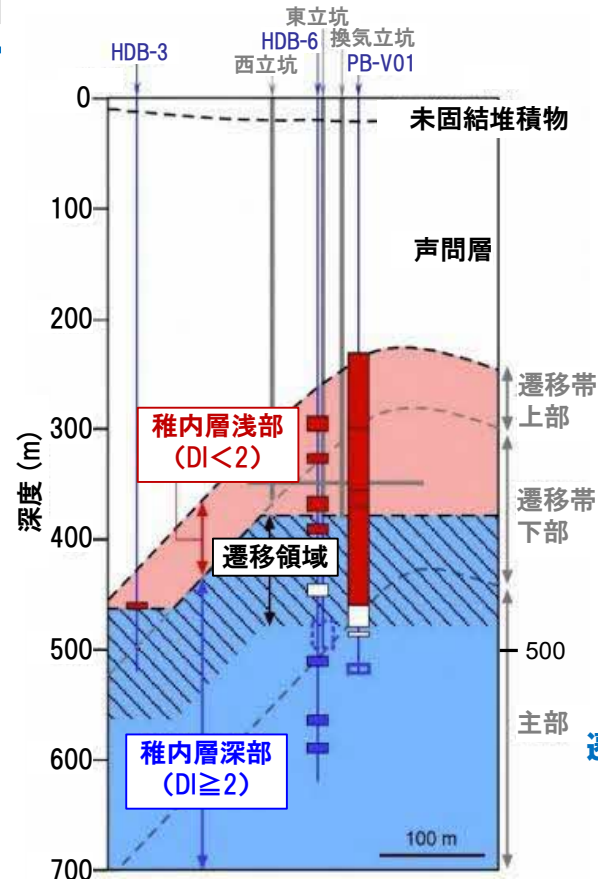 東立坑
HDB-3
HDB-6
換気立坑
西立坑
PB-V01
0
未固結堆積物
100
声問層
200
遷移帯
上部
300
稚内層浅部
(DI<2)
深度 (m)
遷移帯
下部
400
遷移領域
500
500
主部
600
稚内層深部
(DI≧2)
100 m
700